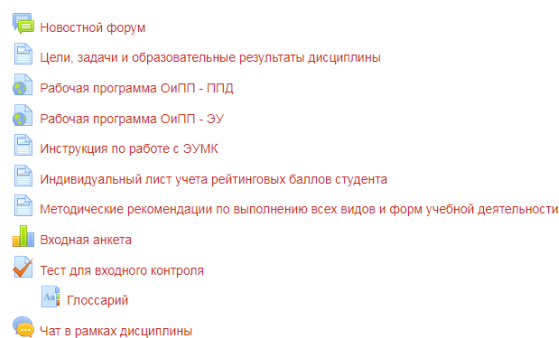 Новостной форум
Цели, задачи и образовательные результаты дисциплины
Рабочая программа ОиПП - ППД
Рабочая программа ОиПП - ЭУ
Инструкция по работе с ЭУМК
Индивидуальный лист учета рейтинговых баллов студента
Методические рекомендации по выполнению всех видов и форм учебной деятельности
Входная анкета
Тест для входного контроля
Aa
Глоссарий
Чат в рамках дисциплины